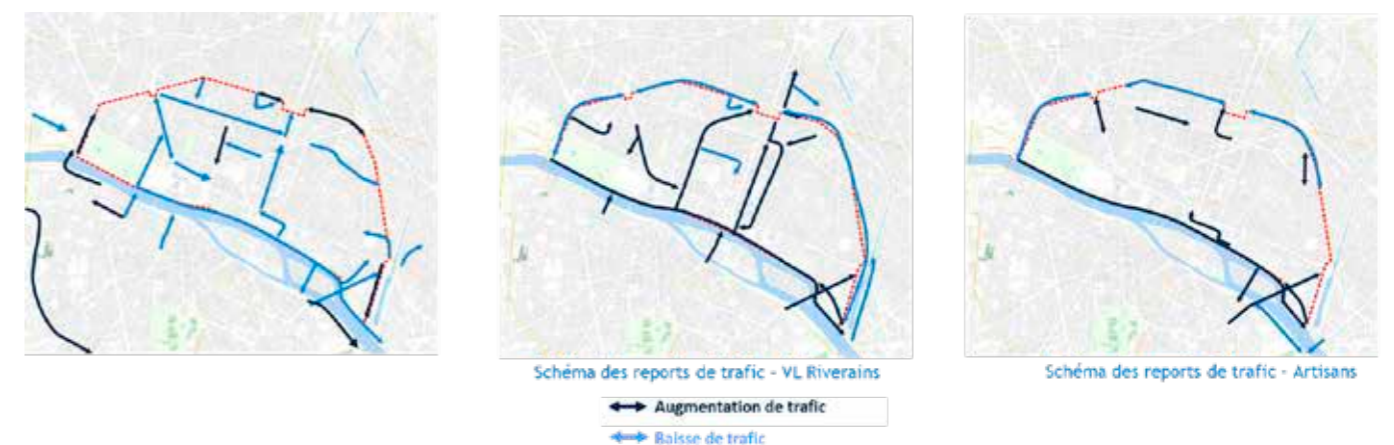 Schéma des reports de trafic - VL Riverains
Schéma des reports de trafic - Artisans
Augmentation de trafic
Baisse de trafic